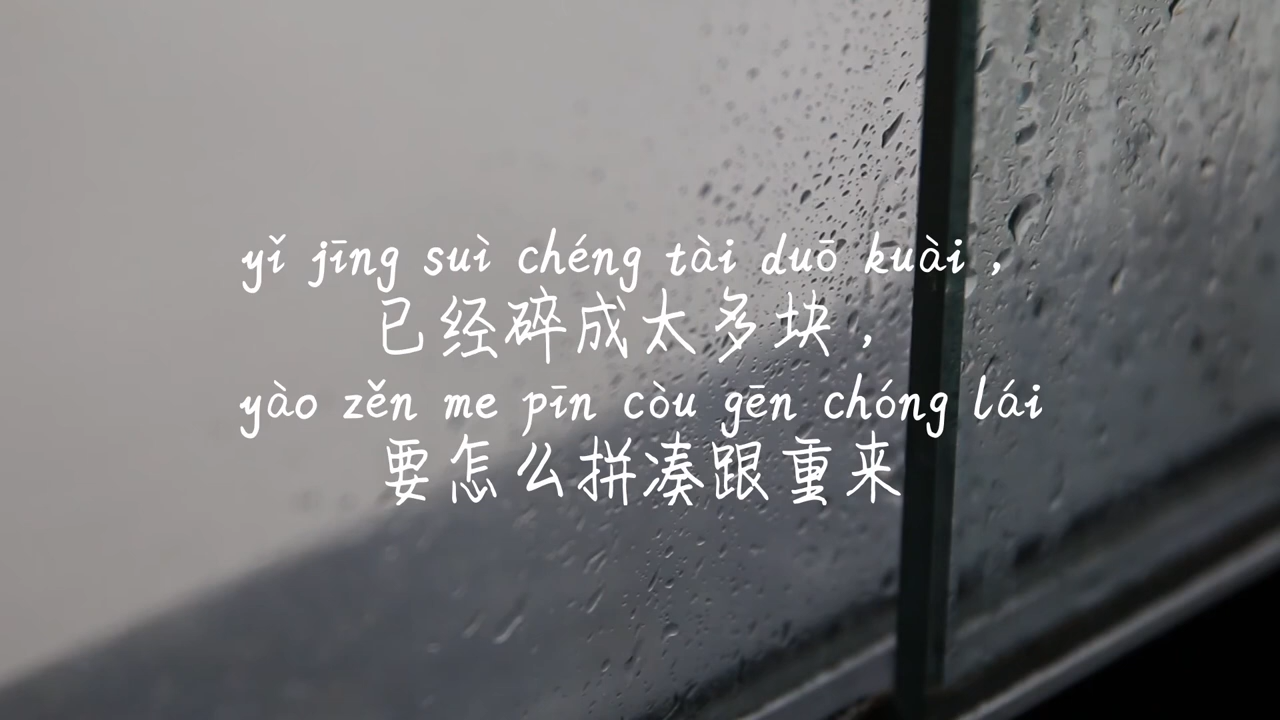 yǐ jīng suì chéng tài duō kuài ，
已经碎成太多块，
yào zěn me pīn còu gēn chóng lái
要怎么拼凑跟重来